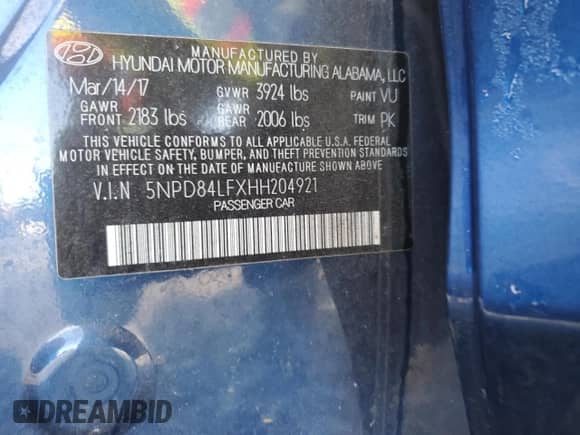 MANUFACTURED BY
HYUNDAI MOTOR MANUFACTURING ALABAMA, LLC
Mar/14/17 GVWR 3924 lbs PAINT VU
GAWR FRONT 2183 lbs GAWR REAR 2006 lbs TRIM PK
THIS VEHICLE CONFORMS TO ALL APPLICABLE U.S.A. FEDERAL
MOTOR VEHICLE SAFETY, BUMPER, AND THEFT PREVENTION STANDARDS
IN EFFECT ON THE DATE OF MANUFACTURE SHOWN ABOVE.
V.I.N 5NPD84LFXHH204921
PASSENGER CAR
DREAMBID